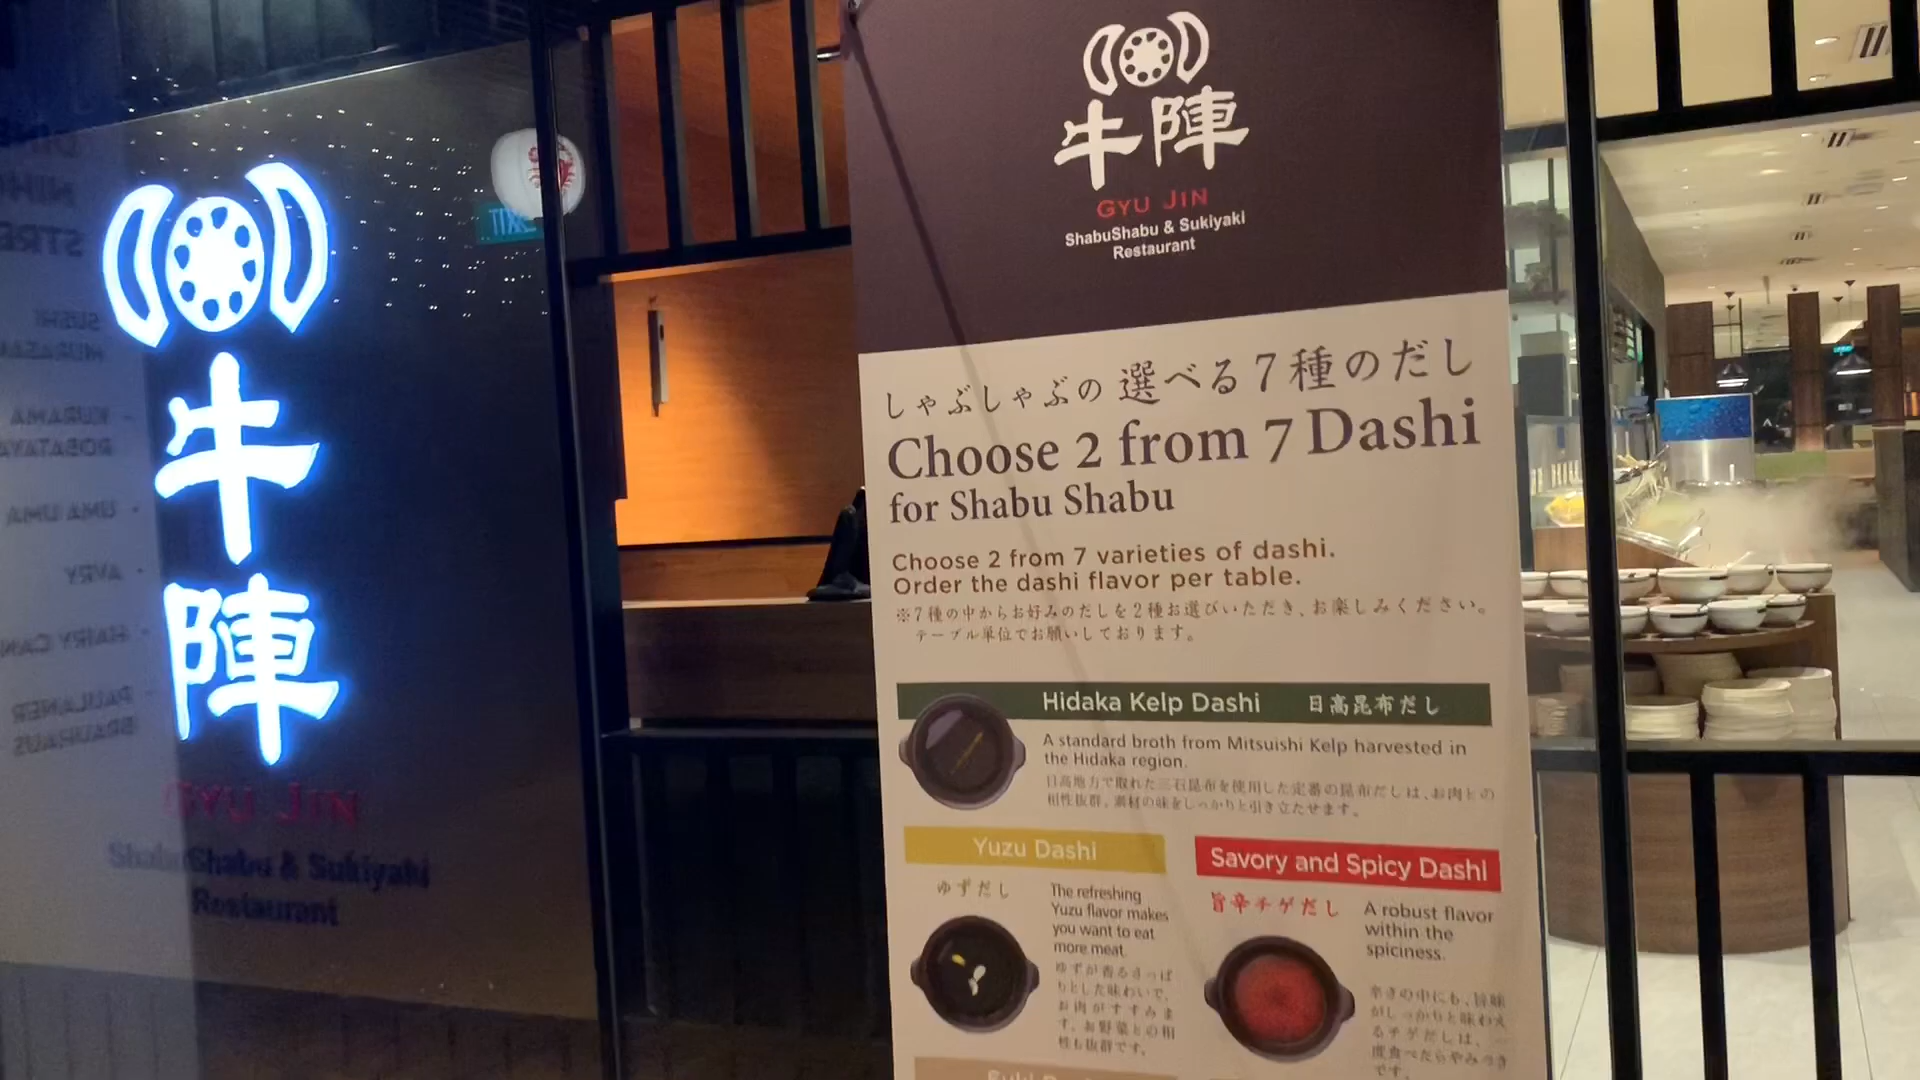 牛陣
GYU JIN
ShabuShabu & Sukiyaki
Restaurant
牛陣
GYU JIN
ShabuShabu & Sukiyaki
Restaurant
しゃぶしゃぶの 選べる7種のだし
Choose 2 from 7 Dashi
for Shabu Shabu
Choose 2 from 7 varieties of dashi.
Order the dashi flavor per table.
※7種の中からお好みのだしを2種お選びいただき、お楽しみください。
テーブル単位でお願いしております。
Hidaka Kelp Dashi 日高昆布だし
A standard broth from Mitsuishi Kelp harvested in
the Hidaka region.
日高地方で取れた三石昆布を使用した定番の昆布だしは、お肉との
相性抜群。素材の味をしっかりと引き立たせます。
Yuzu Dashi
ゆずだし
The refreshing
Yuzu flavor makes
you want to eat
more meat.
ゆずが香るさっぱ
りとした味わいで、
お肉がすすみま
す。お野菜との相
性も抜群です。
Savory and Spicy Dashi
旨辛チゲだし
A robust flavor
within the
spiciness.
辛さの中にも、旨味
がしっかりと味わえ
るチゲだしは、一
度食べたらやみつき
です。